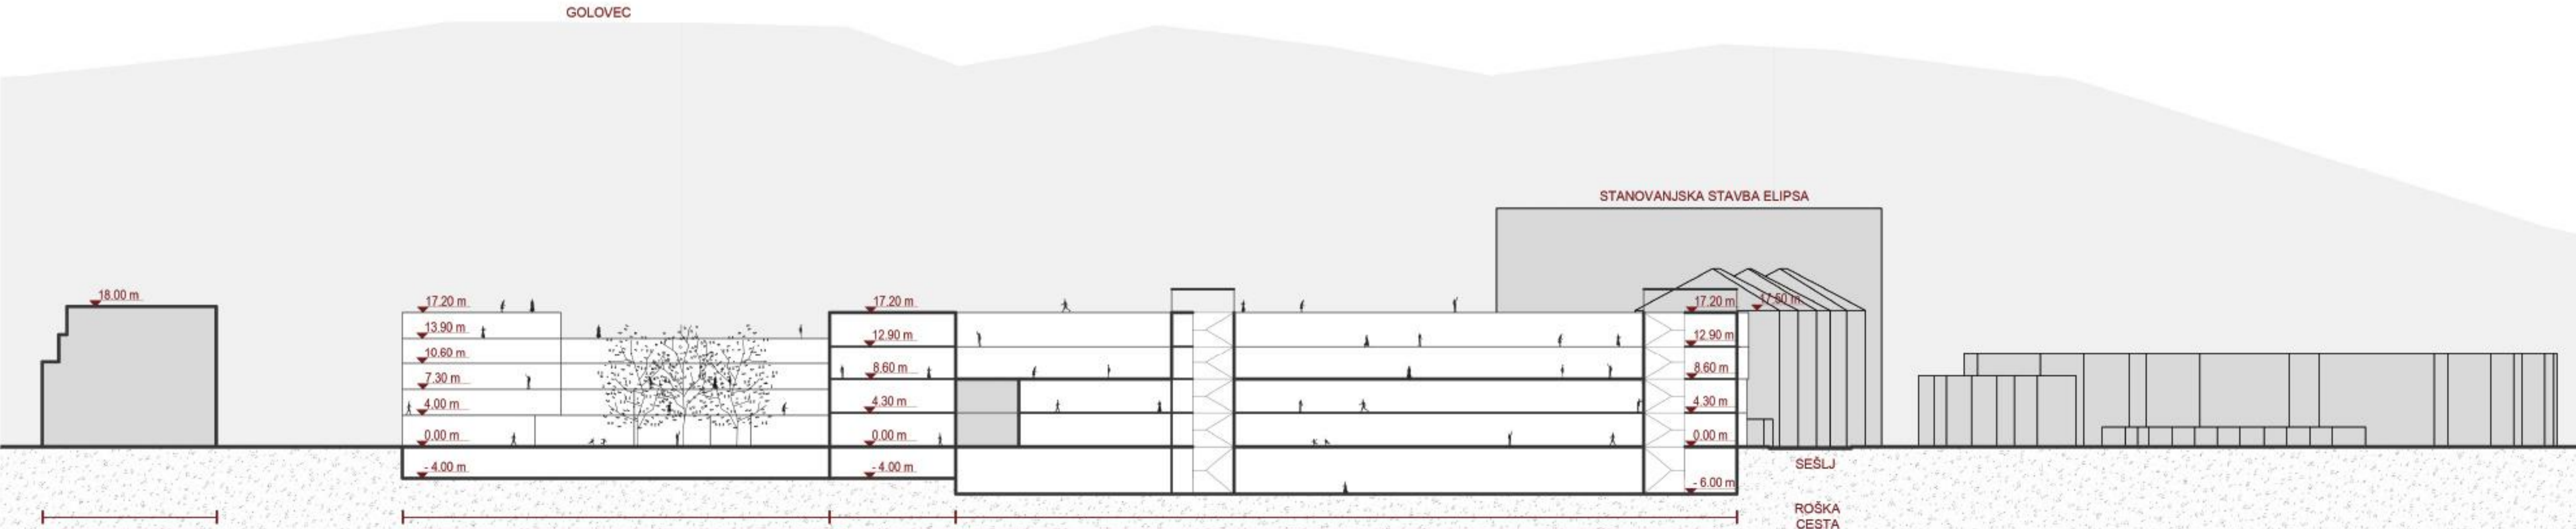 GOLOVEC
STANOVANJSKA STAVBA ELIPSA
18.00 m
17.20 m
13.90 m
10.60 m
7.30 m
4.00 m
0.00 m
- 4.00 m
17.20 m
12.90 m
8.60 m
4.30 m
0.00 m
- 4.00 m
17.20 m
12.90 m
8.60 m
4.30 m
0.00 m
- 6.00 m
17.50 m
SEŠLJ
ROŠKA
CESTA